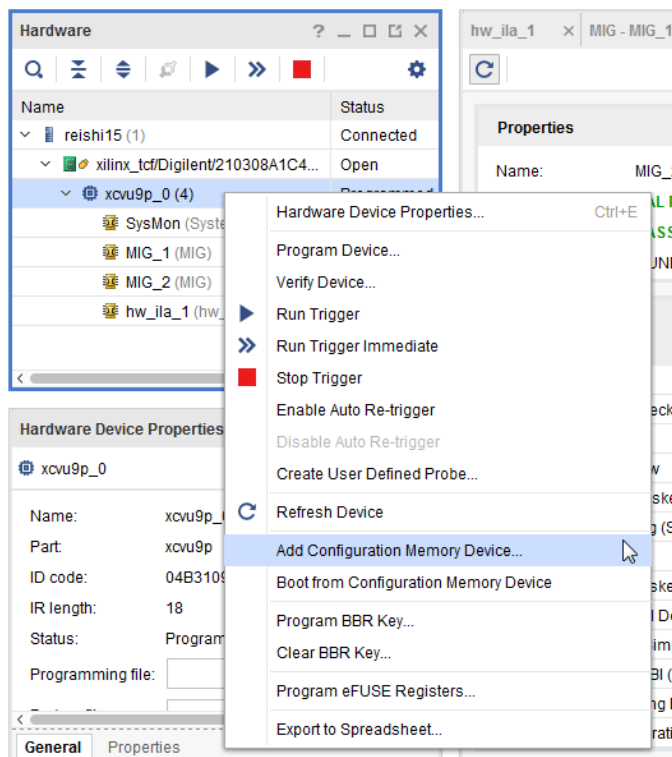 Hardware
hw_ila_1 × MIG - MIG_1
Name Status
reishi15 (1) Connected
xilinx_tcf/Digilent/210308A1C4... Open
xcvu9p_0 (4) Programmed
SysMon (Syste
MIG_1 (MIG)
MIG_2 (MIG)
hw_ila_1 (hw_
Properties
Name: MIG_
Hardware Device Properties... Ctrl+E
Program Device...
Verify Device...
Run Trigger
Run Trigger Immediate
Stop Trigger
Enable Auto Re-trigger
Disable Auto Re-trigger
Create User Defined Probe...
Refresh Device
Add Configuration Memory Device...
Boot from Configuration Memory Device
Program BBR Key...
Clear BBR Key...
Program eFUSE Registers...
Export to Spreadsheet...
Hardware Device Properties
xcvu9p_0
Name: xcvu9p_
Part: xcvu9p
ID code: 04B3109
IR length: 18
Status: Program
Programming file:
General Properties